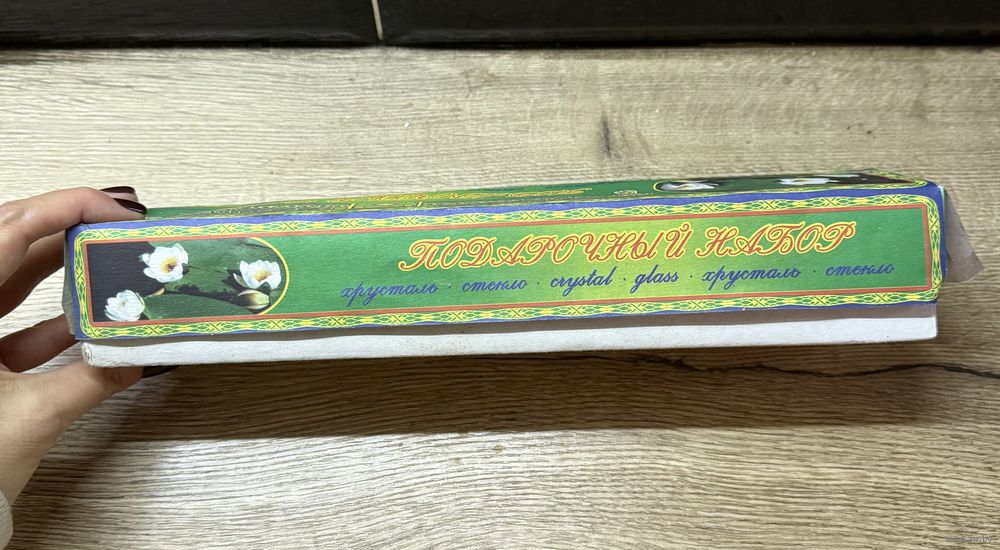 ПОДАРОЧНЫЙ НАБОР
хрусталь · стекло · crystal · glass · хрусталь · стекло